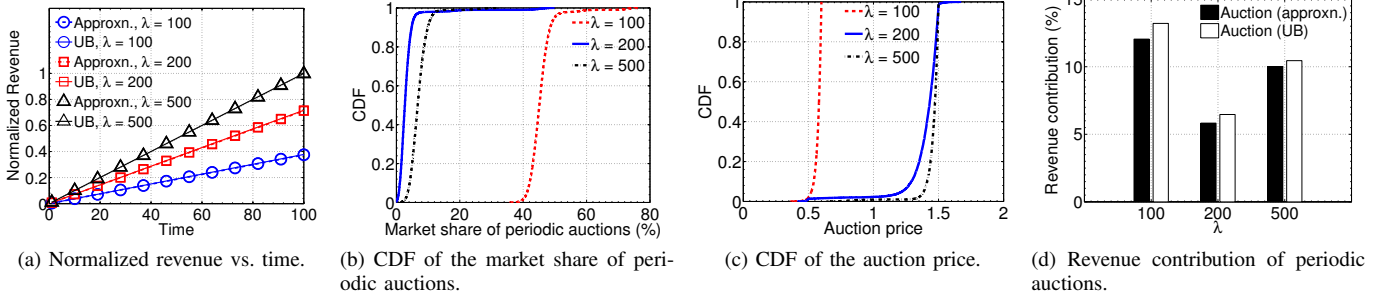 Approxn., λ = 100
UB, λ = 100
Approxn., λ = 200
UB, λ = 200
Approxn., λ = 500
UB, λ = 500
Normalized Revenue
1
0.8
0.6
0.4
0.2
0
0 20 40 60 80 100
Time
(a) Normalized revenue vs. time.
CDF
1
0.8
0.6
0.4
0.2
0
λ = 100
λ = 200
λ = 500
0 20 40 60 80
Market share of periodic auctions (%)
(b) CDF of the market share of peri-
odic auctions.
CDF
1
0.8
0.6
0.4
0.2
0
λ = 100
λ = 200
λ = 500
0 0.5 1 1.5 2
Auction price
(c) CDF of the auction price.
Revenue contribution (%)
15
10
5
0
Auction (approxn.)
Auction (UB)
100 200 500
λ
(d) Revenue contribution of periodic
auctions.